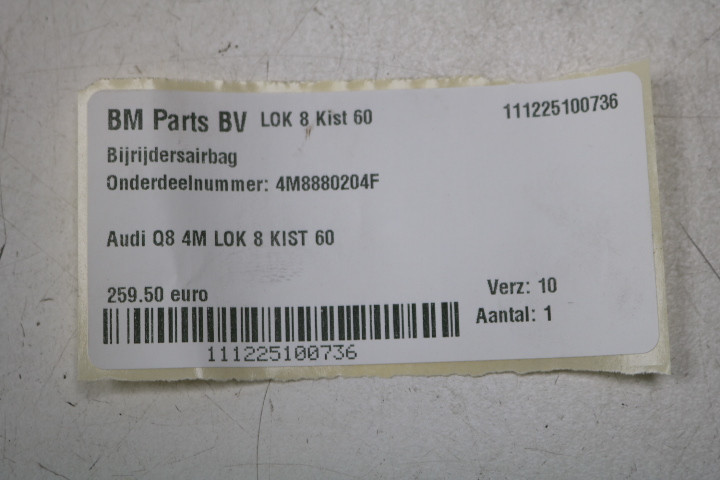 BM Parts BV LOK 8 Kist 60 111225100736
Bijrijdersairbag
Onderdeelnummer: 4M8880204F
Audi Q8 4M LOK 8 KIST 60
259.50 euro Verz: 10
Aantal: 1
111225100736